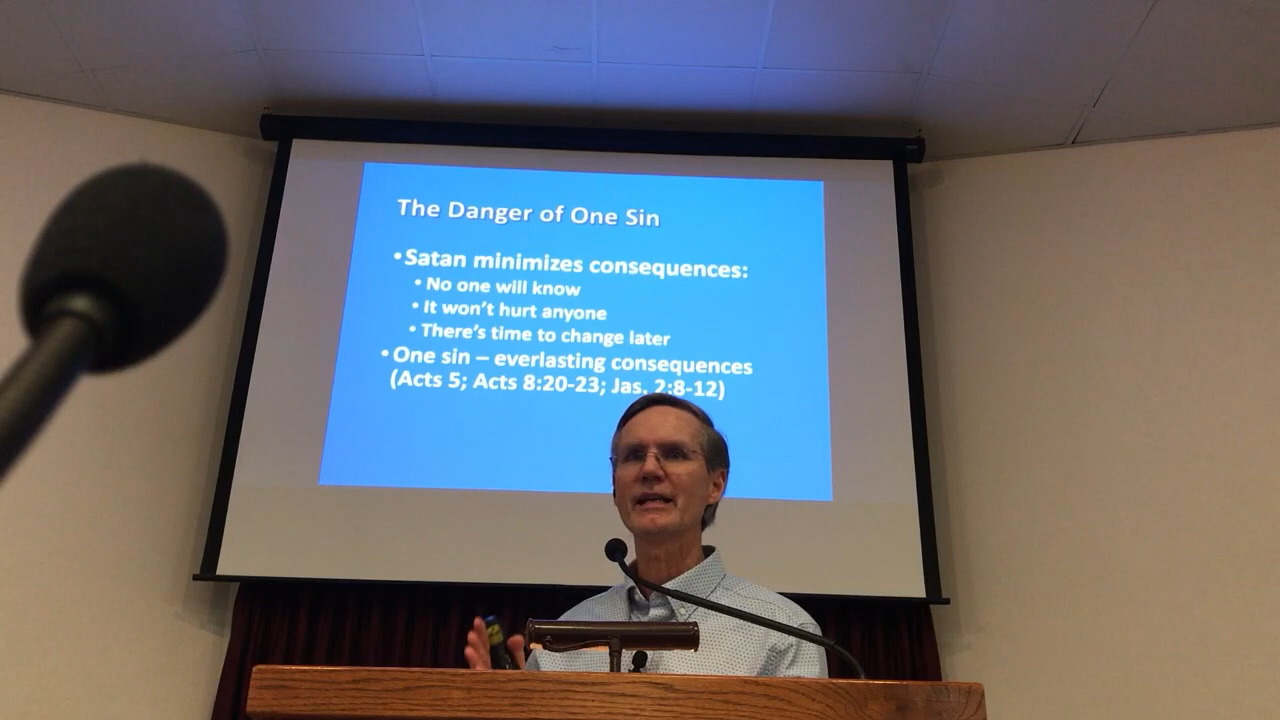 The Danger of One Sin
•Satan minimizes consequences:
• No one will know
• It won't hurt anyone
• There's time to change later
• One sin – everlasting consequences
(Acts 5; Acts 8:20-23; Jas. 2:8-12)